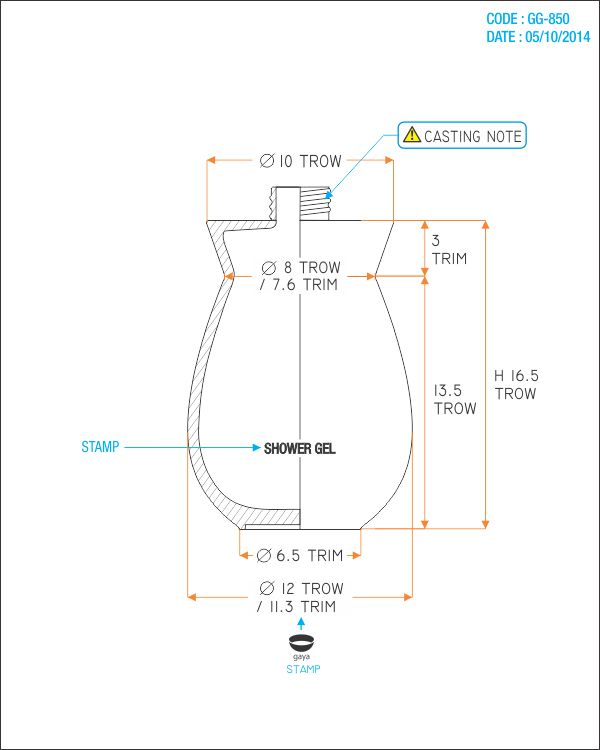 CODE : GG-850
DATE : 05/10/2014
CASTING NOTE
Ø 10 TROW
3
TRIM
Ø 8 TROW
/ 7.6 TRIM
H 16.5
TROW
13.5
TROW
STAMP
SHOWER GEL
Ø 6.5 TRIM
Ø 12 TROW
/ 11.3 TRIM
gaya
STAMP